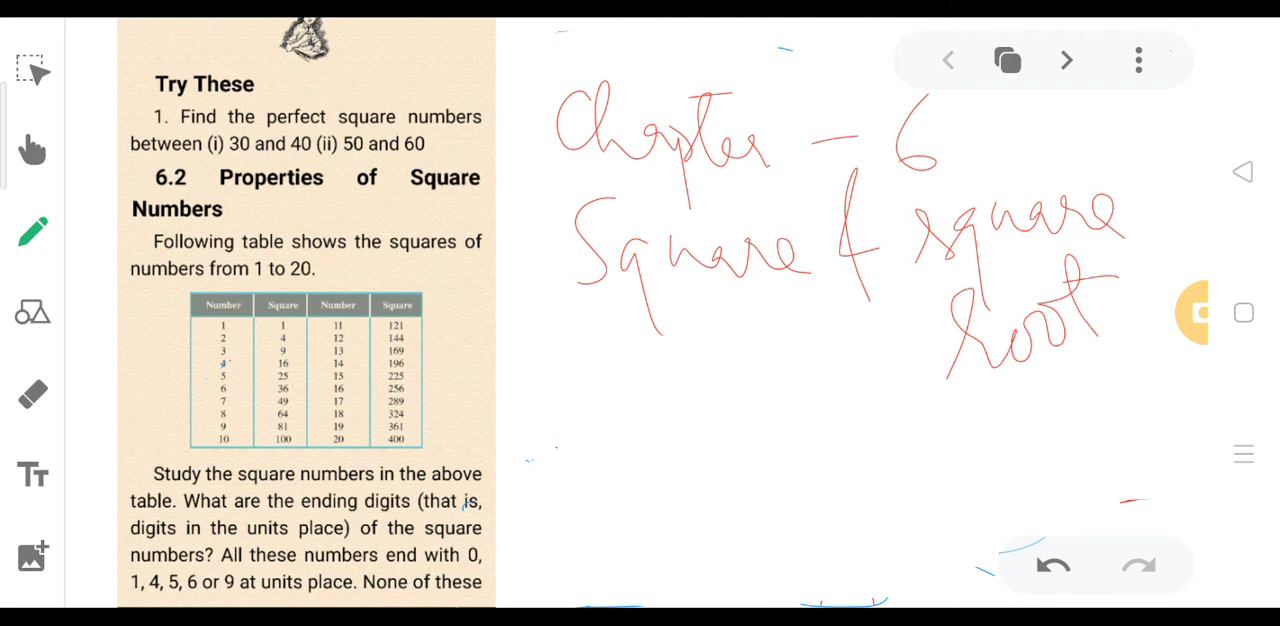 Try These
1. Find the perfect square numbers
between (i) 30 and 40 (ii) 50 and 60
6.2 Properties of Square
Numbers
Following table shows the squares of
numbers from 1 to 20.
Number Square Number Square
1 1 11 121
2 4 12 144
3 9 13 169
4 16 14 196
5 25 15 225
6 36 16 256
7 49 17 289
8 64 18 324
9 81 19 361
10 100 20 400
Study the square numbers in the above
table. What are the ending digits (that is,
digits in the units place) of the square
numbers? All these numbers end with 0,
1, 4, 5, 6 or 9 at units place. None of these
Chapter - 6
Square & square
root
TT